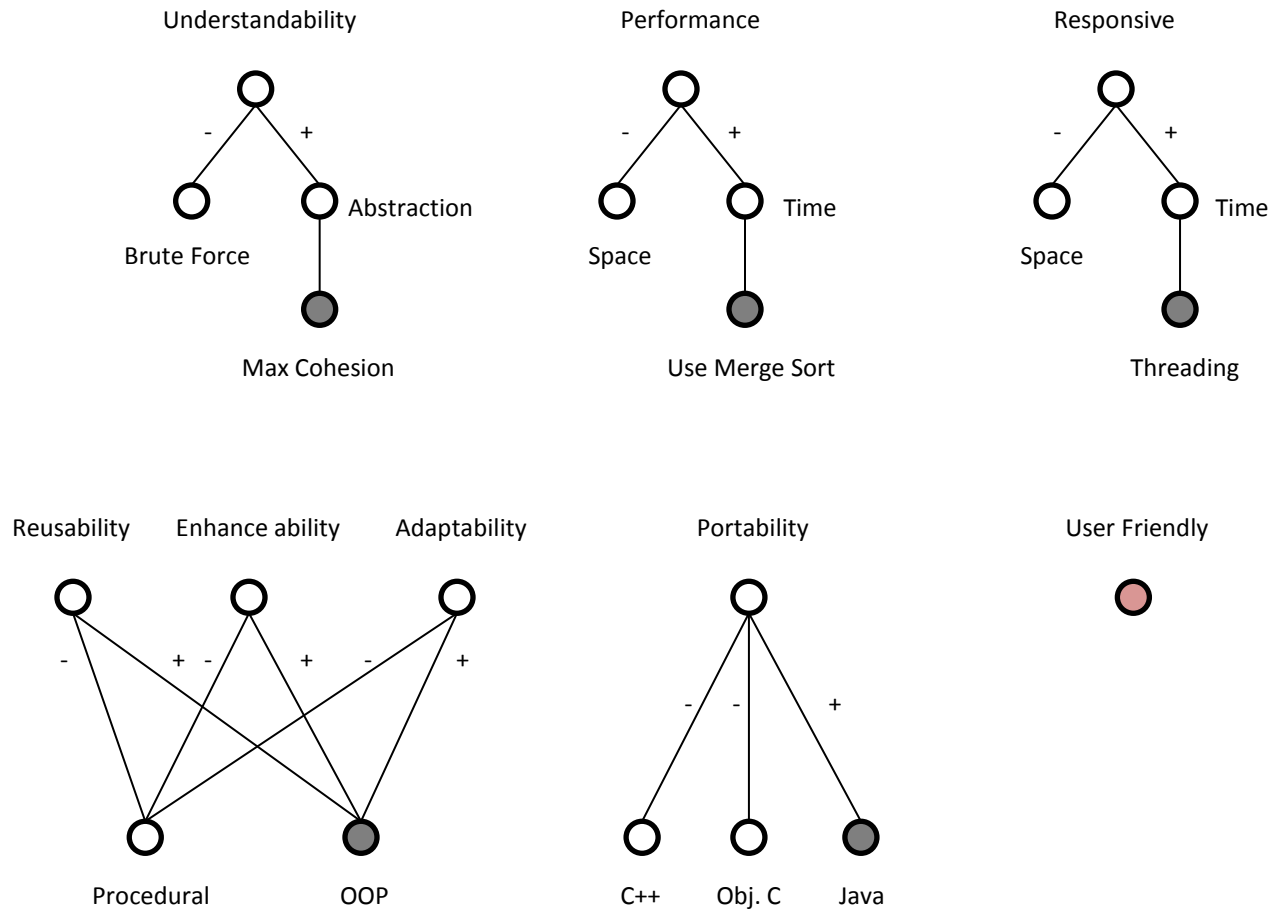 Understandability Performance Responsive
- + - + - +
Abstraction Time Time
Brute Force Space Space
Max Cohesion Use Merge Sort Threading
Reusability Enhance ability Adaptability Portability User Friendly
- + - + - +
- - +
Procedural OOP C++ Obj. C Java